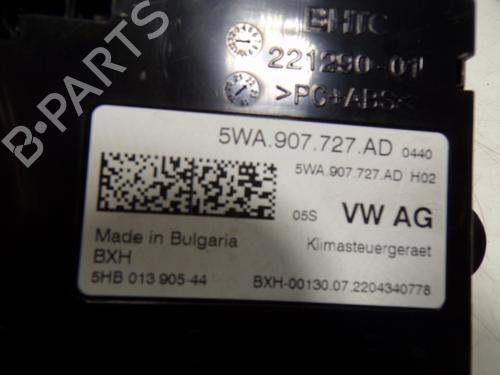 BHTC
221290-01
>PC+ABS<
5WA.907.727.AD 0440
5WA.907.727.AD H02
05S VW AG
Made in Bulgaria Klimasteuergeraet
BXH
5HB 013 905-44 BXH-00130.07.2204340778
B-PARTS